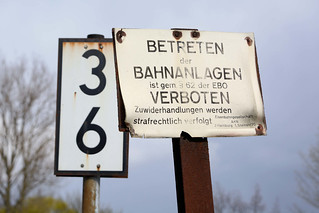 3
6
BETRETEN
der
BAHNANLAGEN
ist gem. § 62 der EBO
VERBOTEN
Zuwiderhandlungen werden
strafrechtlich verfolgt